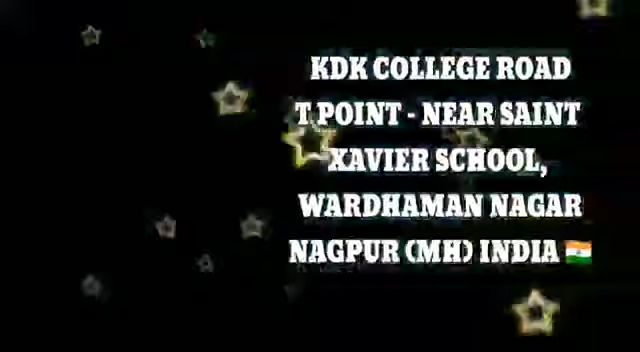 KDK COLLEGE ROAD
T POINT - NEAR SAINT
XAVIER SCHOOL,
WARDHAMAN NAGAR
NAGPUR (MH) INDIA 🇮🇳